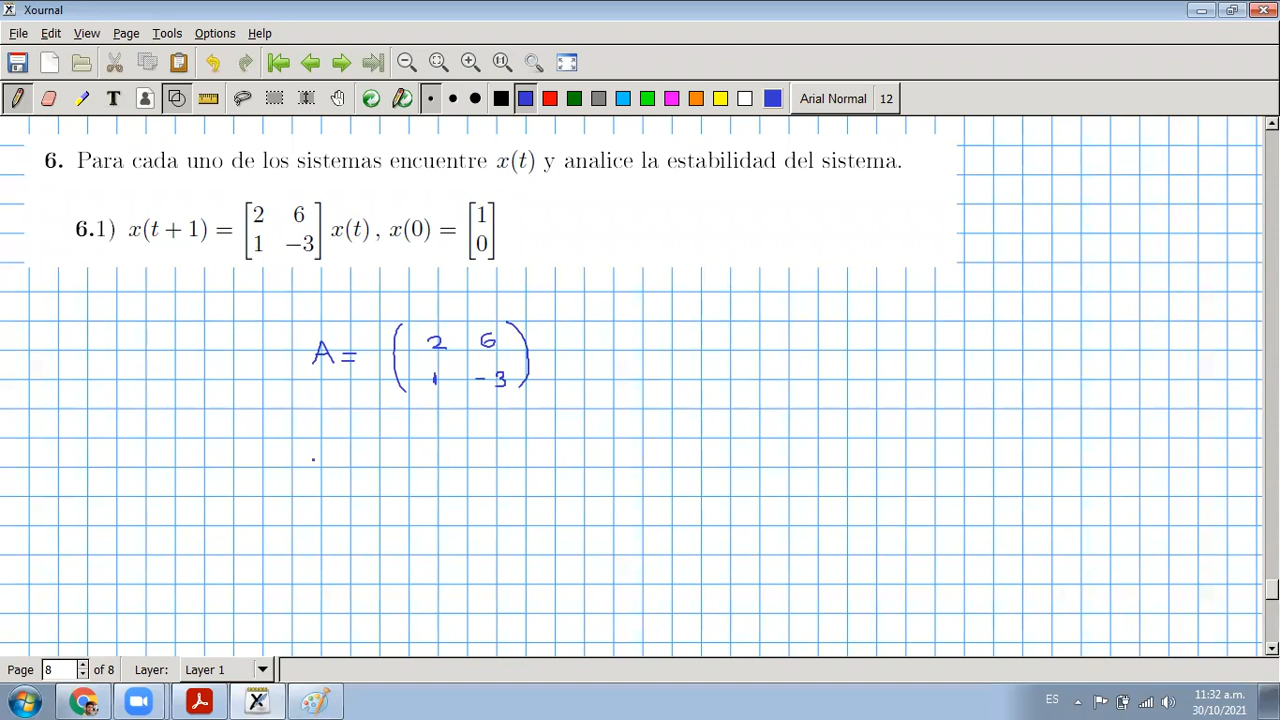 Xournal
File Edit View Page Tools Options Help
Arial Normal 12
6. Para cada uno de los sistemas encuentre x(t) y analice la estabilidad del sistema.
6.1) x(t + 1) = [2 6; 1 −3] x(t), x(0) = [1; 0]
A = (2 6; 1 −3)
Page 8 of 8 Layer: Layer 1
ES 11:32 a.m.
30/10/2021